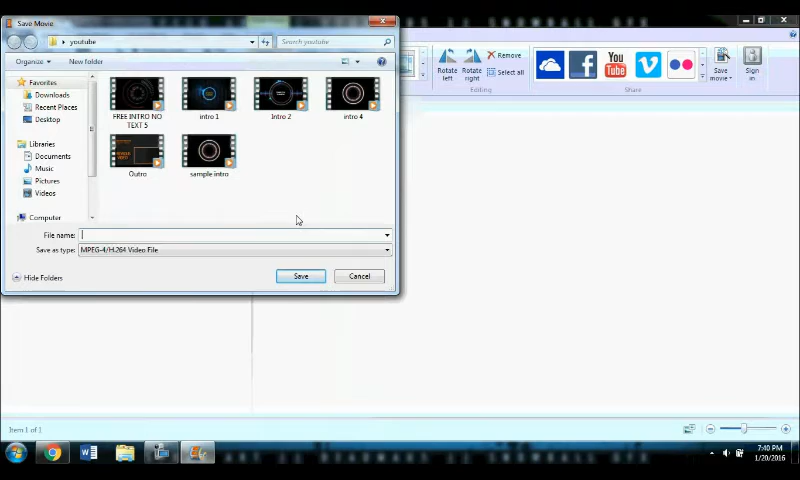 Save Movie
youtube
Search youtube
Organize
New folder
Remove
Select all
Rotate
left
Rotate
right
Editing
You
Tube
Share
Save
movie
Sign
in
Favorites
Downloads
Recent Places
Desktop
Libraries
Documents
Music
Pictures
Videos
Computer
FREE INTRO NO
TEXT 5
intro 1
Intro 2
intro 4
Outro
sample intro
File name:
Save as type:
MPEG-4/H.264 Video File
Hide Folders
Save
Cancel
Item 1 of 1
7:40 PM
1/20/2016